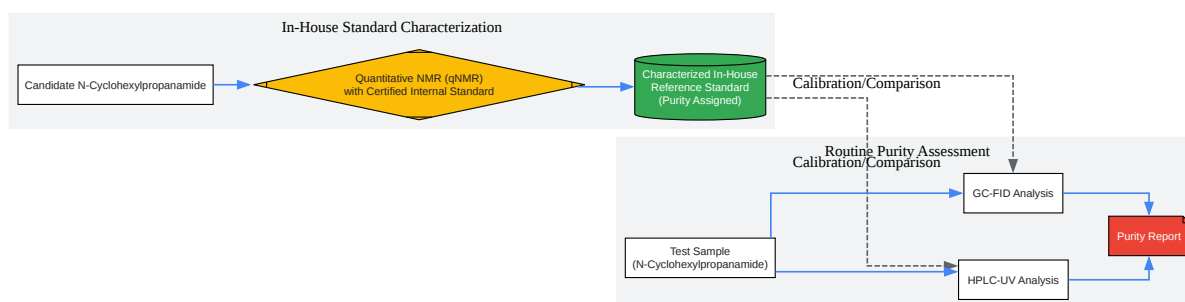 In-House Standard Characterization
Candidate N-Cyclohexylpropanamide
Quantitative NMR (qNMR)
with Certified Internal Standard
Characterized In-House
Reference Standard
(Purity Assigned)
Calibration/Comparison
Routine Purity Assessment
Calibration/Comparison
GC-FID Analysis
Purity Report
Test Sample
(N-Cyclohexylpropanamide)
HPLC-UV Analysis